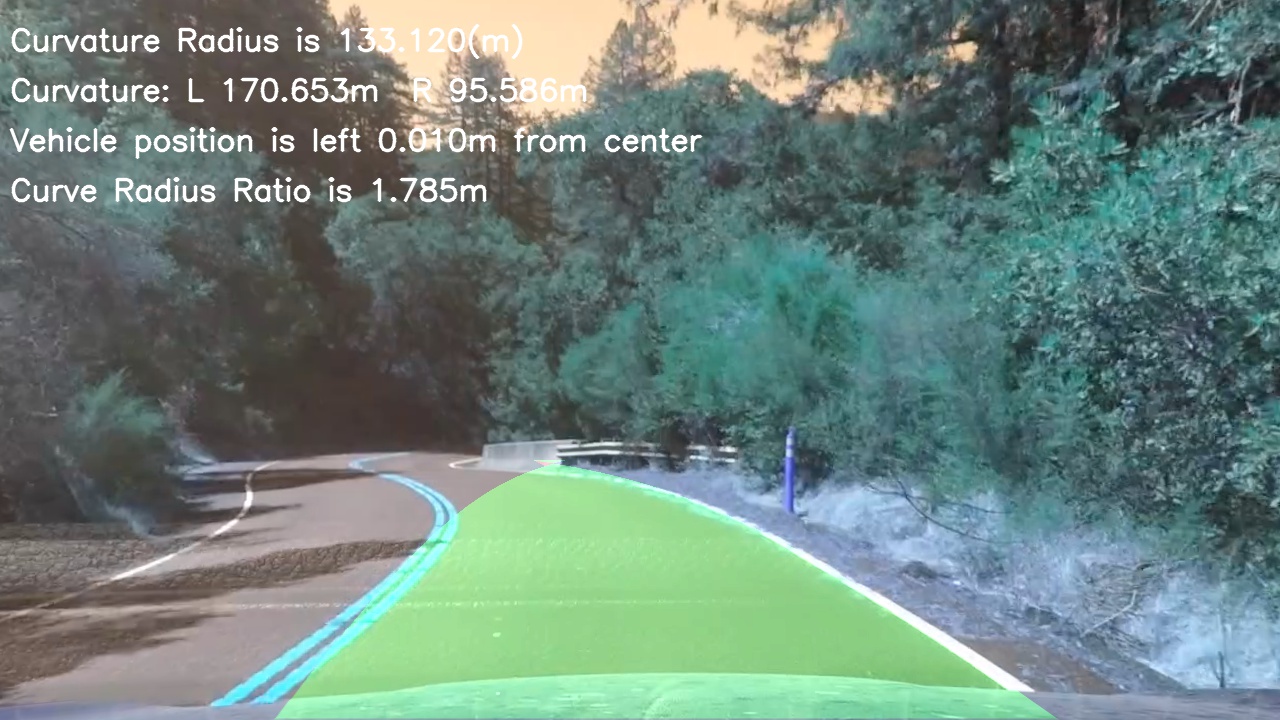 Curvature Radius is 133.120(m)
Curvature: L 170.653m R 95.586m
Vehicle position is left 0.010m from center
Curve Radius Ratio is 1.785m